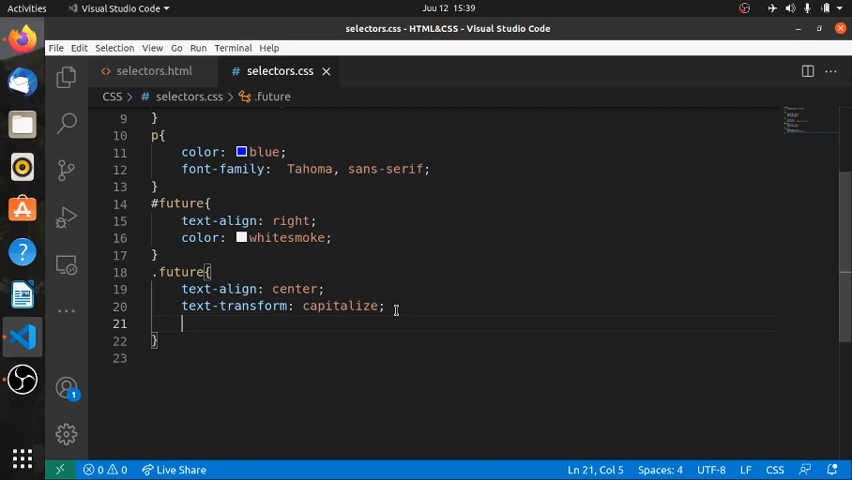 Activities
Visual Studio Code
Juu 12 15:39
selectors.css - HTML&CSS - Visual Studio Code
File Edit Selection View Go Run Terminal Help
selectors.html
# selectors.css
CSS > # selectors.css > .future
9 }
10 p{
11 color: blue;
12 font-family: Tahoma, sans-serif;
13 }
14 #future{
15 text-align: right;
16 color: whitesmoke;
17 }
18 .future{
19 text-align: center;
20 text-transform: capitalize;
21
22 }
23
1
0 0 Live Share
Ln 21, Col 5 Spaces: 4 UTF-8 LF CSS